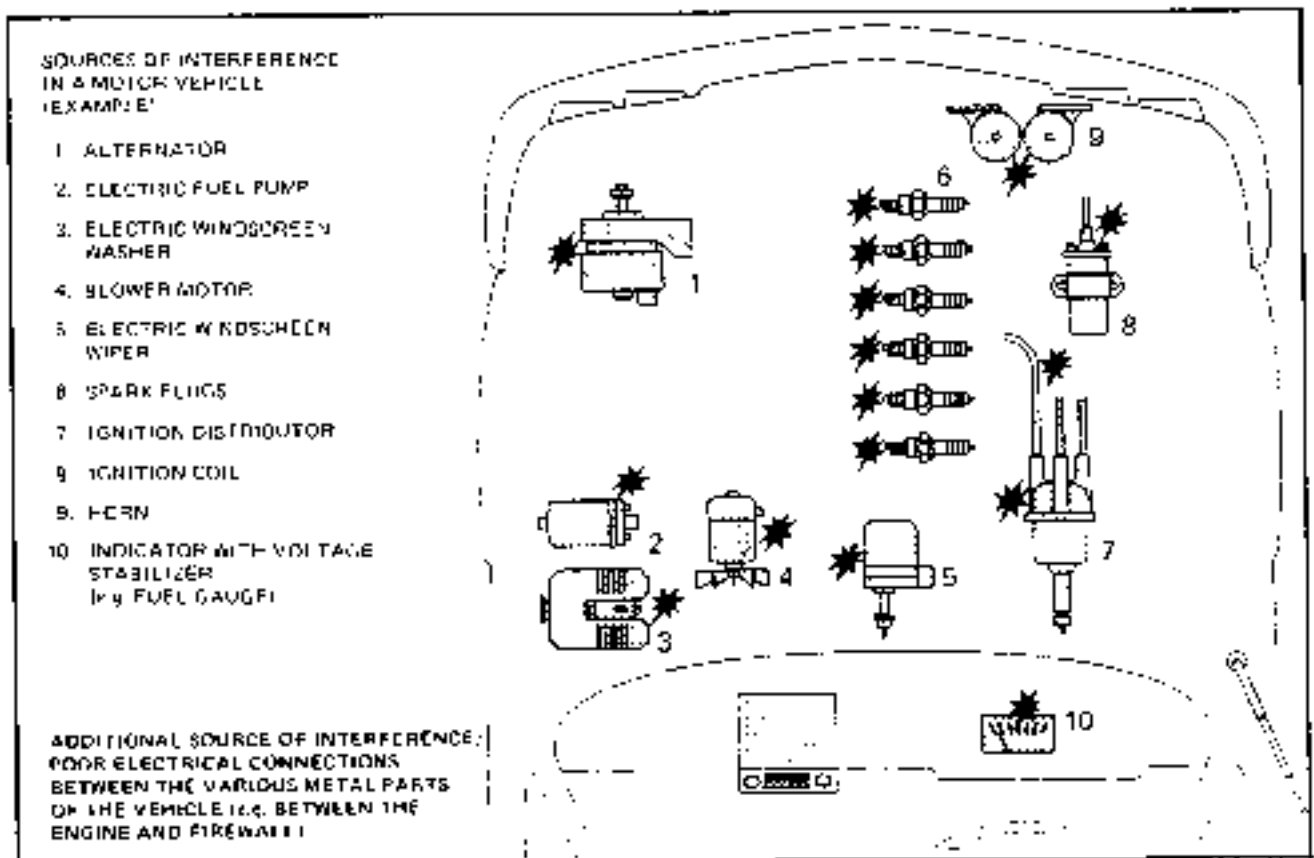 SOURCES OF INTERFERENCE
IN A MOTOR VEHICLE
(EXAMPLE)
1 ALTERNATOR
2. ELECTRIC FUEL PUMP
3. ELECTRIC WINDSCREEN
WASHER
4. BLOWER MOTOR
5 ELECTRIC WINDSCREEN
WIPER
6 SPARK PLUGS
7 IGNITION DISTRIBUTOR
8 IGNITION COIL
9. HORN
10 INDICATOR WITH VOLTAGE
STABILIZER
(e.g. FUEL GAUGE)
ADDITIONAL SOURCE OF INTERFERENCE:
POOR ELECTRICAL CONNECTIONS
BETWEEN THE VARIOUS METAL PARTS
OF THE VEHICLE (e.g. BETWEEN THE
ENGINE AND FIREWALL)
9
6
1
8
2
4
5
7
3
10